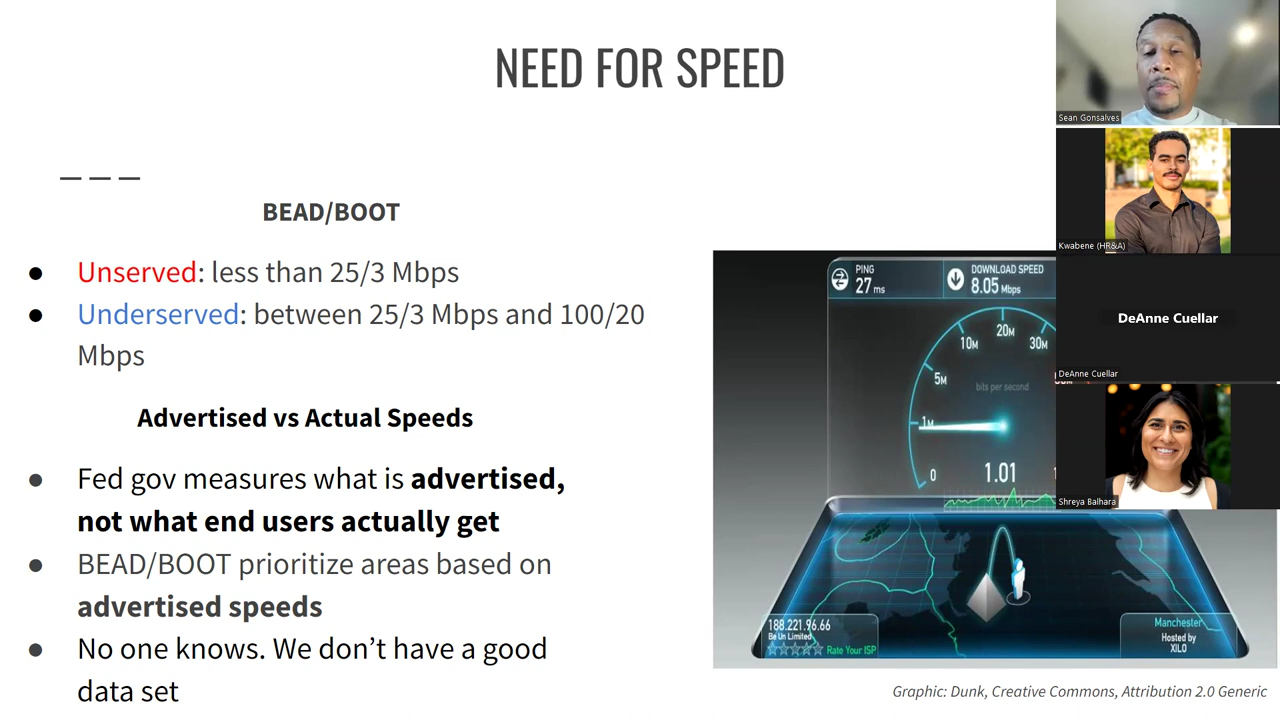 NEED FOR SPEED
BEAD/BOOT
● Unserved: less than 25/3 Mbps
● Underserved: between 25/3 Mbps and 100/20
Mbps
Advertised vs Actual Speeds
● Fed gov measures what is advertised,
not what end users actually get
● BEAD/BOOT prioritize areas based on
advertised speeds
● No one knows. We don’t have a good
data set
PING
27 ms
DOWNLOAD SPEED
8.05 Mbps
20M
10M
30M
5M
bits per second
1M
0
1.01
188.221.96.66
Be Un Limited
Rate Your ISP
Manchester
Hosted by
XILO
Graphic: Dunk, Creative Commons, Attribution 2.0 Generic
Sean Gonsalves
Kwabene (HR&A)
DeAnne Cuellar
DeAnne Cuellar
Shreya Balhara